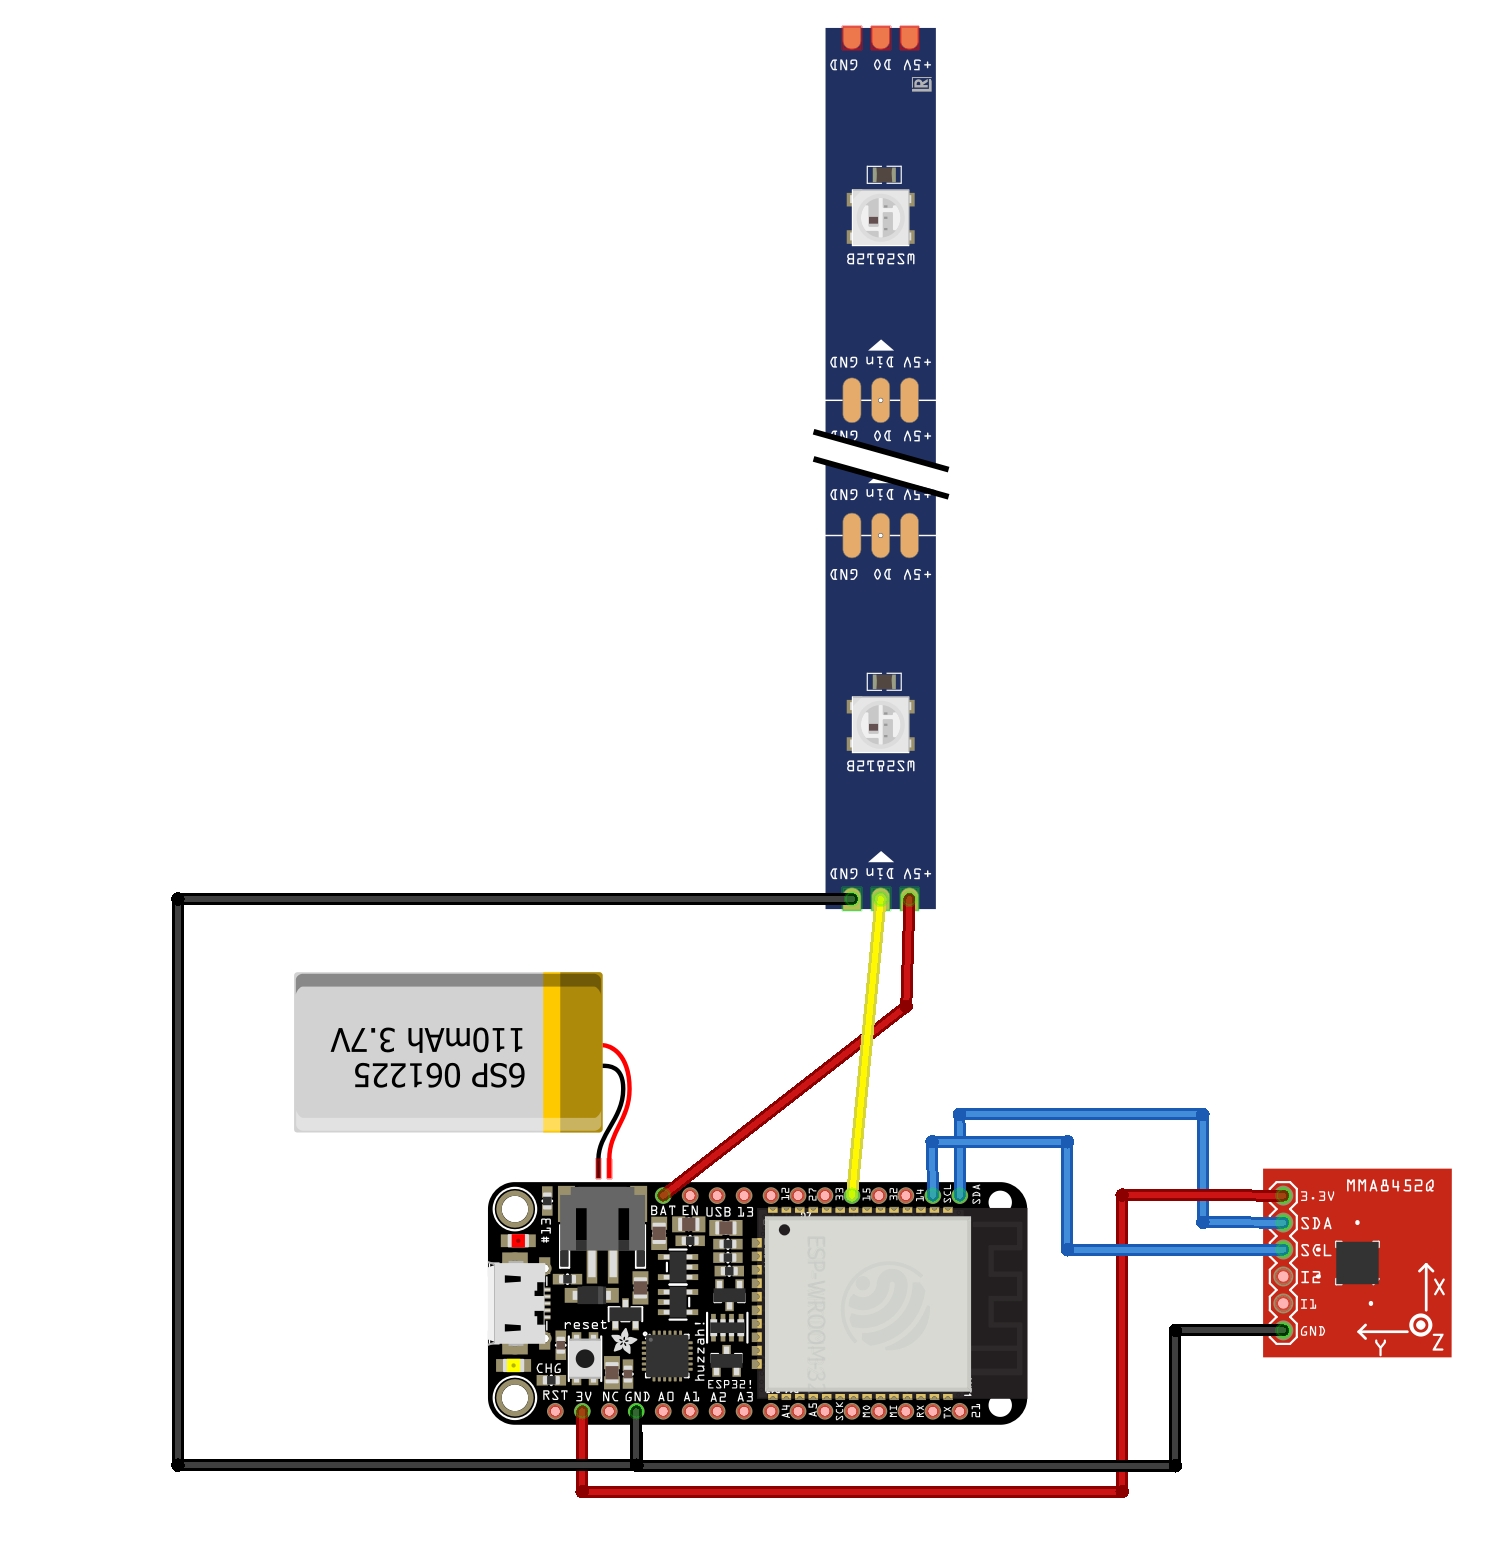 GND DO +5V
LR
WS2812B
GND Din +5V
GND DO +5V
GND Din +5V
GND DO +5V
WS2812B
GND Din +5V
6SP 061225
110mAh 3.7V
#13
BAT EN USB 13 12 27 33 15 32 14 SCL SDA
ESP-WROOM-32
reset
huzzah!
CHG
ESP32!
RST 3V NC GND A0 A1 A2 A3 A4 A5 SCK MO MI RX TX 21
MMA8452Q
3.3V
SDA
SCL
I2
I1
GND
X
Y
Z